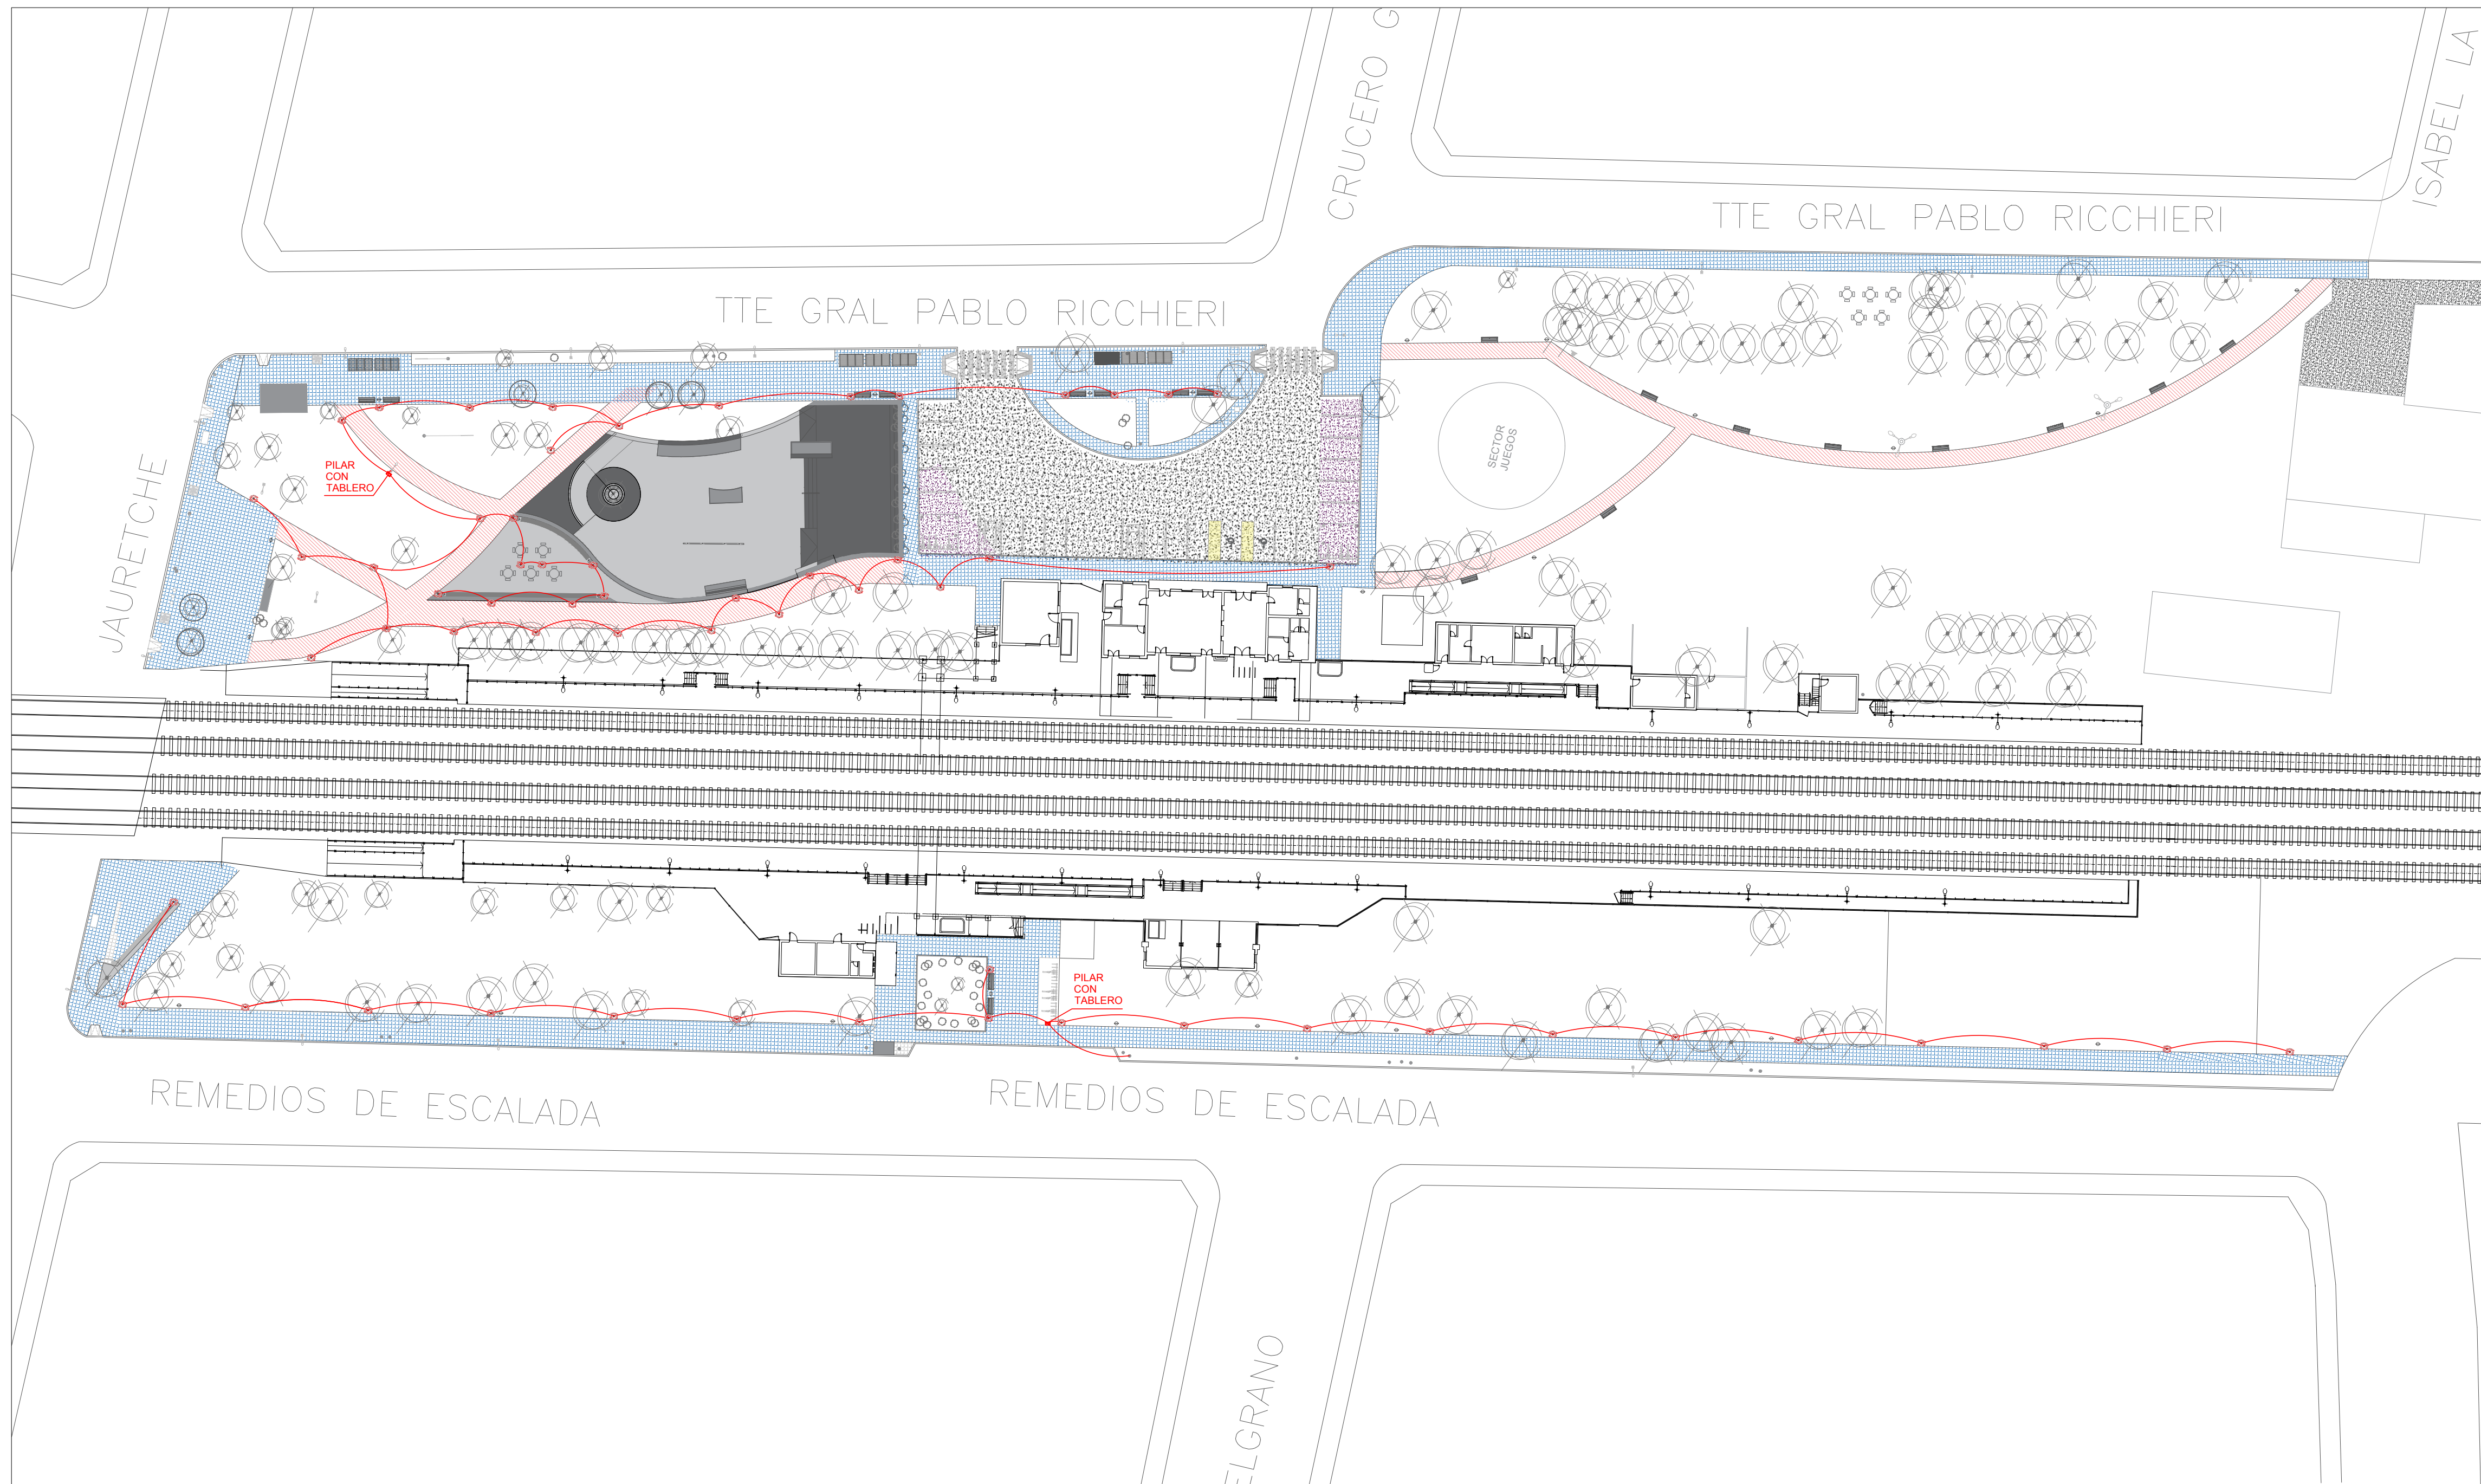 CRUCERO G
ISABEL LA
TTE GRAL PABLO RICCHIERI
TTE GRAL PABLO RICCHIERI
JAURETCHE
PILAR
CON
TABLERO
SECTOR
JUEGOS
PILAR
CON
TABLERO
REMEDIOS DE ESCALADA
REMEDIOS DE ESCALADA
ELGRANO